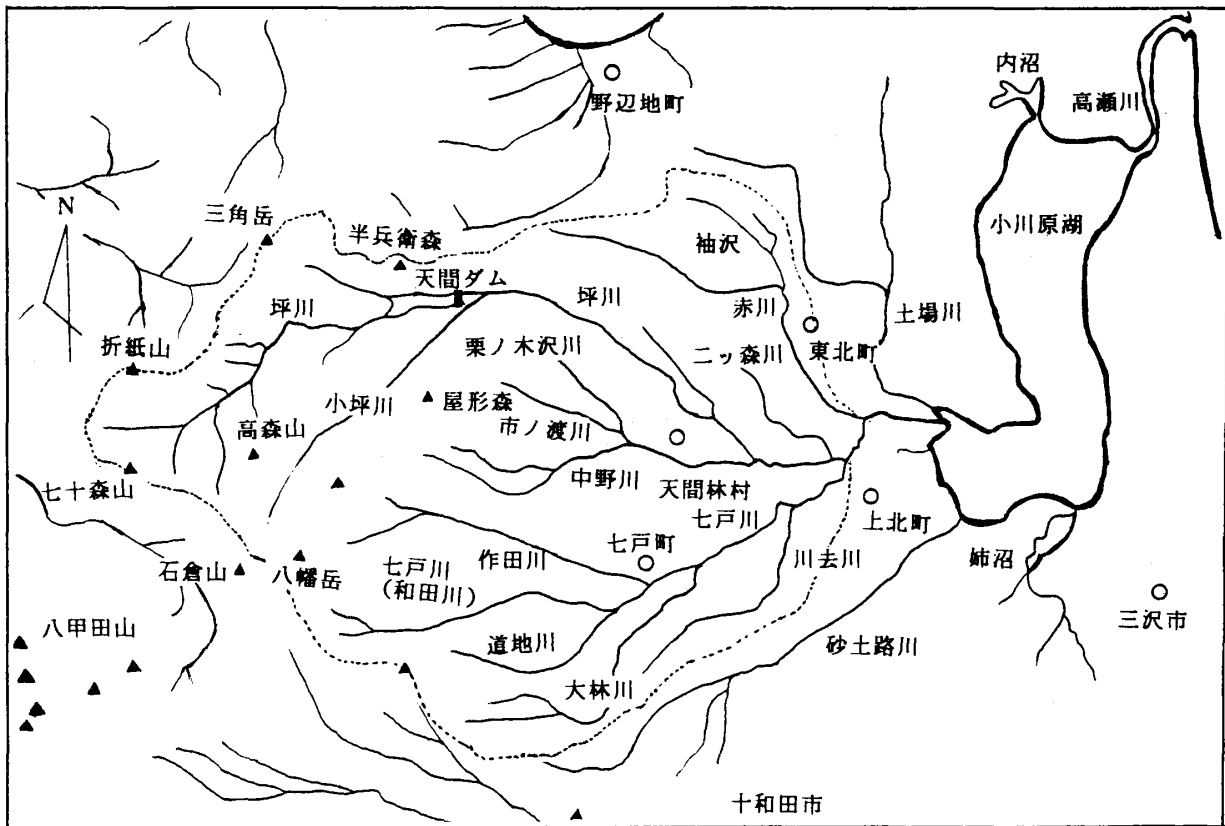 内沼
高瀬川
野辺地町
N
三角岳
半兵衛森
袖沢
小川原湖
天間ダム
坪川
坪川
赤川
土場川
折紙山
栗ノ木沢川
二ッ森川
東北町
小坪川
屋形森
高森山
市ノ渡川
七十森山
中野川
天間林村
七戸川
上北町
石倉山
八幡岳
七戸川
(和田川)
作田川
七戸町
川去川
姉沼
三沢市
八甲田山
道地川
砂土路川
大林川
十和田市